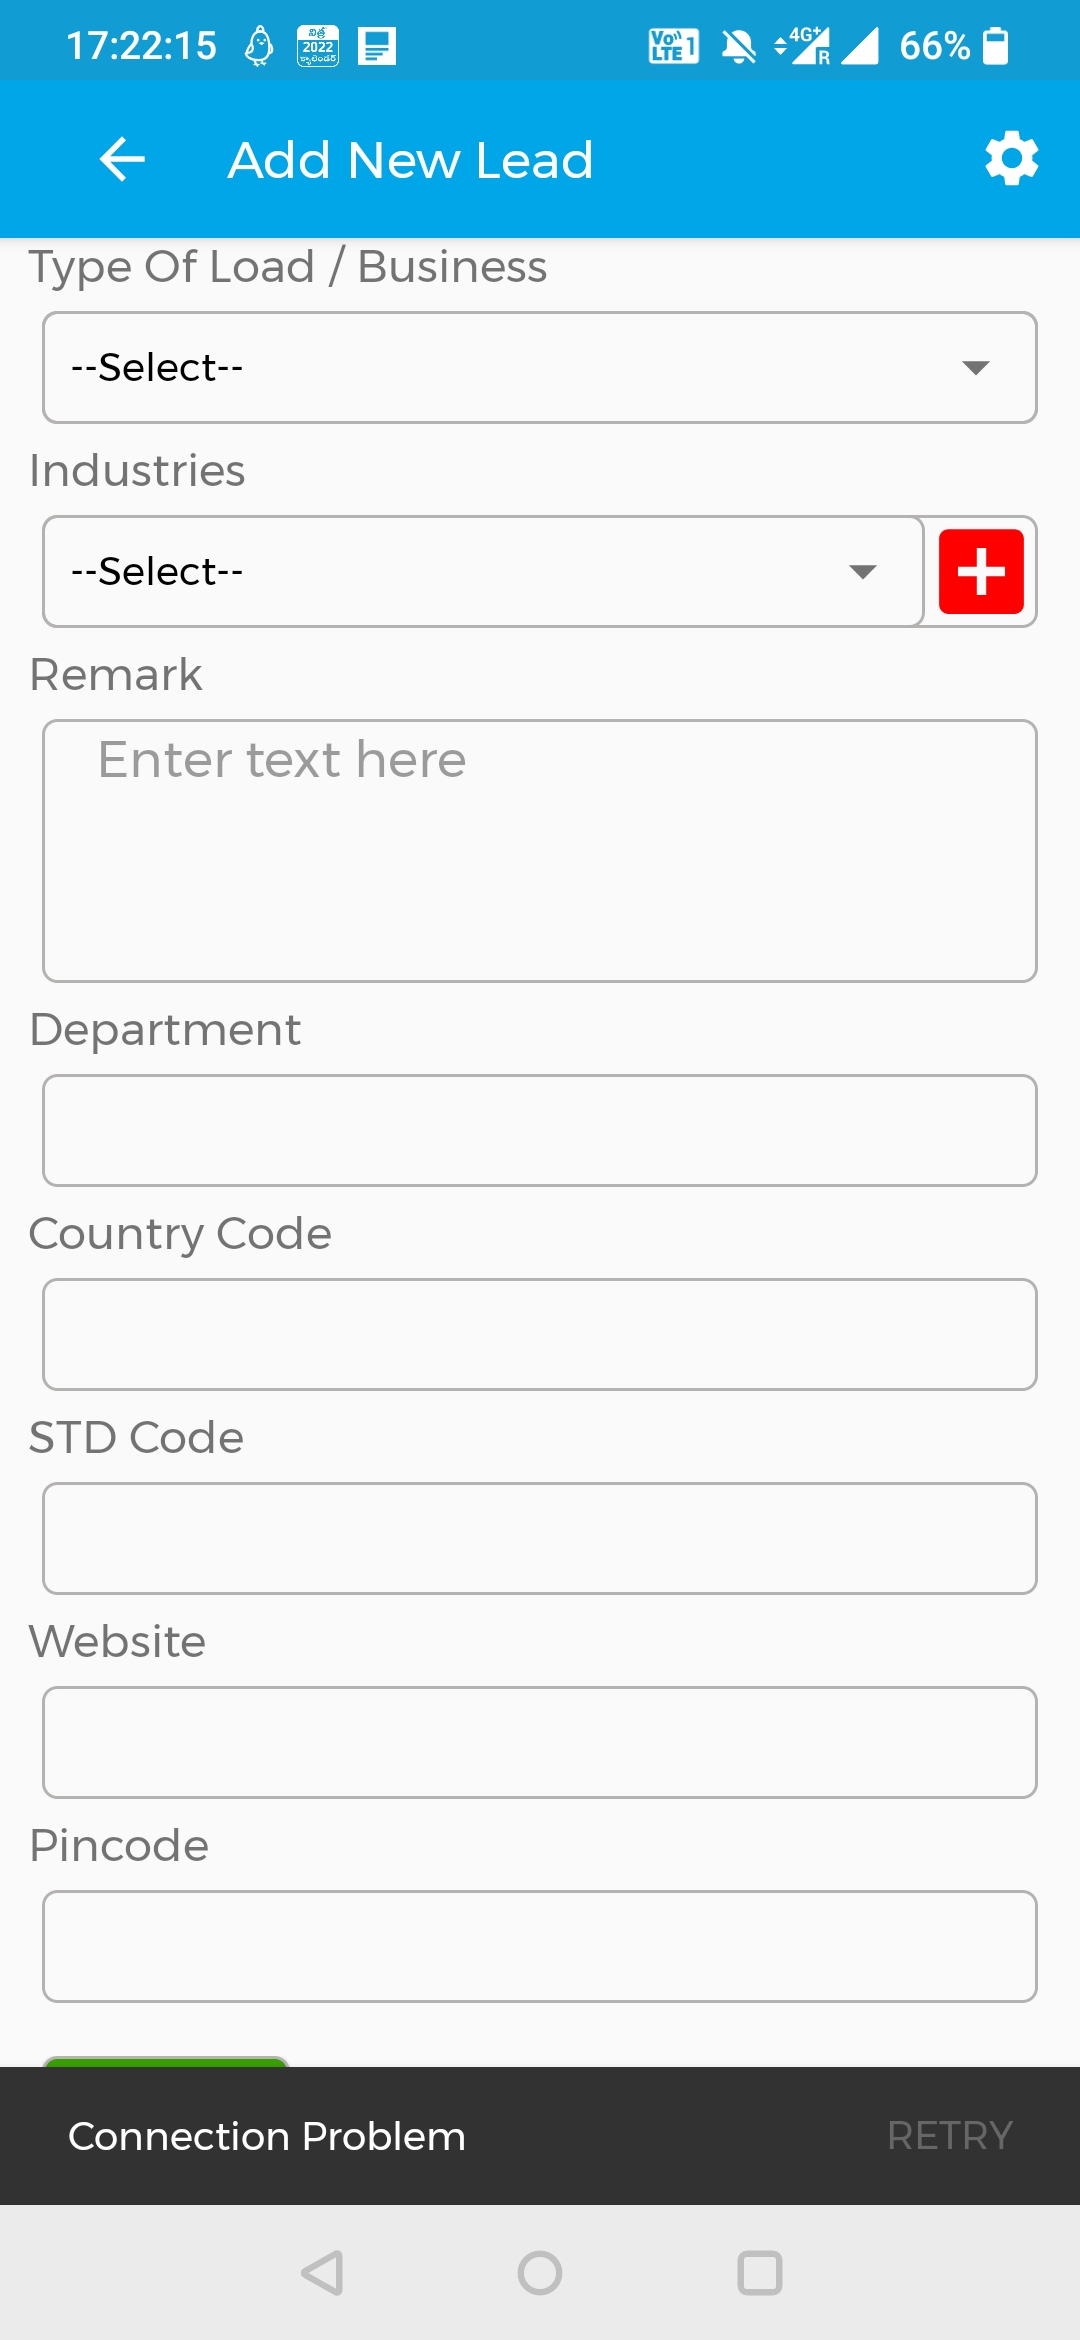 17:22:15
నిత్ర
2022
క్యాలెండర్
Vo LTE 1
4G+
R
66%
Add New Lead
Type Of Load / Business
--Select--
Industries
--Select--
Remark
Enter text here
Department
Country Code
STD Code
Website
Pincode
Connection Problem
RETRY